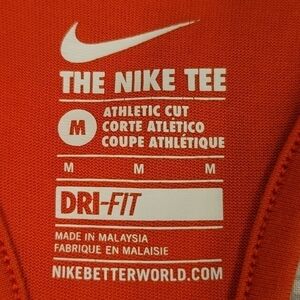 THE NIKE TEE
M
ATHLETIC CUT
CORTE ATLÉTICO
COUPE ATHLÉTIQUE
M M M
DRI-FIT
MADE IN MALAYSIA
FABRIQUE EN MALAISIE
NIKEBETTERWORLD.COM